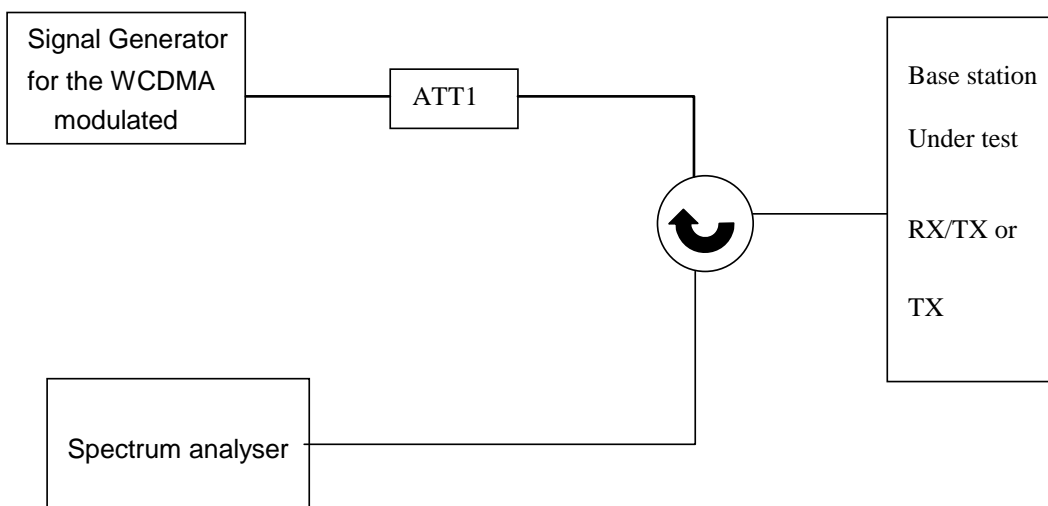 Signal Generator
for the WCDMA
modulated
ATT1
Base station
Under test
RX/TX or
TX
Spectrum analyser